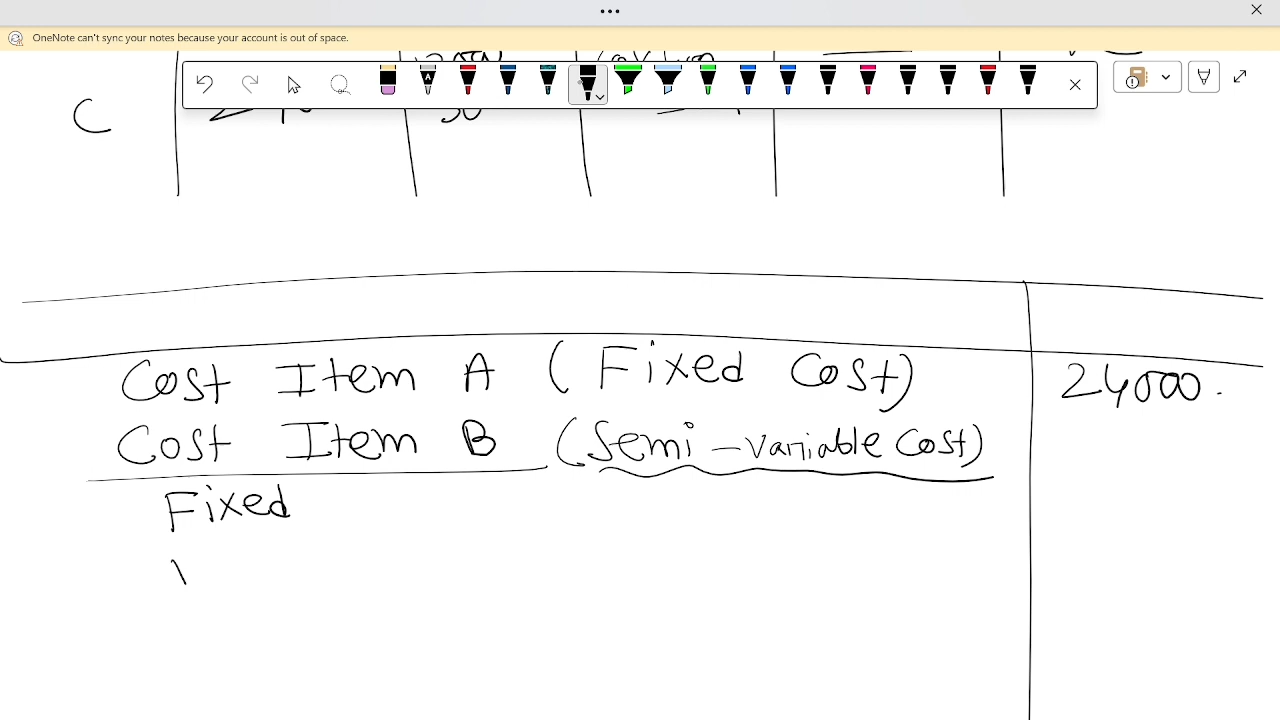 OneNote can't sync your notes because your account is out of space.
A
C
Cost Item A (Fixed Cost) 24000.
Cost Item B (Semi-variable Cost)
Fixed